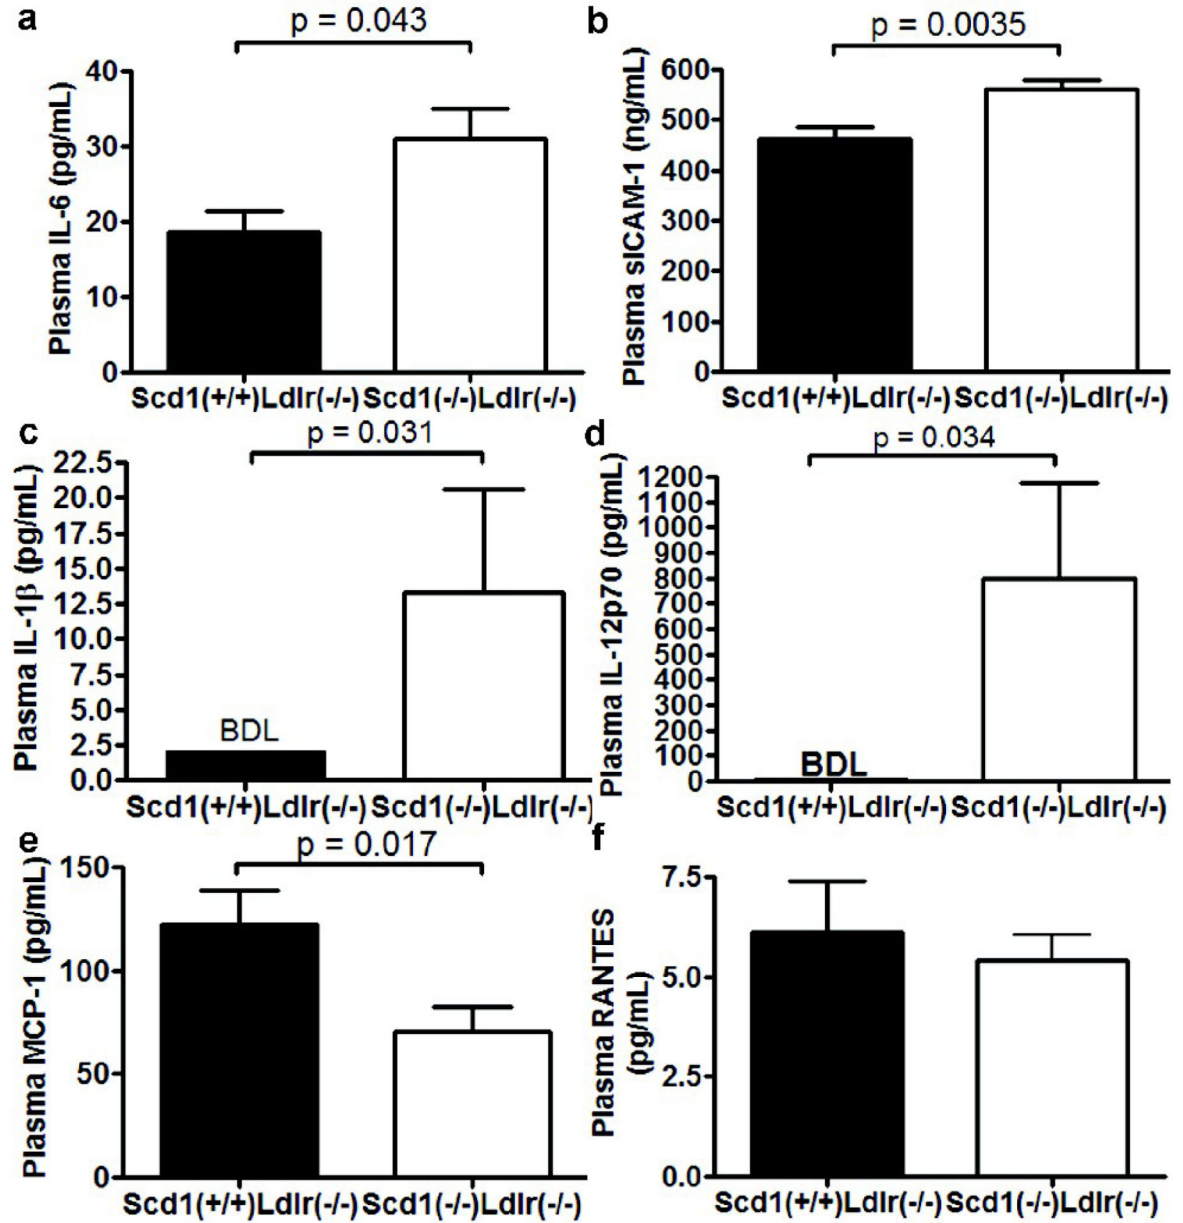 a
p = 0.043
Plasma IL-6 (pg/mL)
40
30
20
10
0
Scd1(+/+)Ldlr(-/-) Scd1(-/-)Ldlr(-/-)
b
p = 0.0035
Plasma sICAM-1 (ng/mL)
600
500
400
300
200
100
0
Scd1(+/+)Ldlr(-/-) Scd1(-/-)Ldlr(-/-)
c
p = 0.031
Plasma IL-1β (pg/mL)
22.5
20.0
17.5
15.0
12.5
10.0
7.5
5.0
2.5
0.0
BDL
Scd1(+/+)Ldlr(-/-) Scd1(-/-)Ldlr(-/-)
d
p = 0.034
Plasma IL-12p70 (pg/mL)
1200
1100
1000
900
800
700
600
500
400
300
200
100
0
BDL
Scd1(+/+)Ldlr(-/-) Scd1(-/-)Ldlr(-/-)
e
p = 0.017
Plasma MCP-1 (pg/mL)
150
100
50
0
Scd1(+/+)Ldlr(-/-) Scd1(-/-)Ldlr(-/-)
f
Plasma RANTES
(pg/mL)
7.5
5.0
2.5
0.0
Scd1(+/+)Ldlr(-/-) Scd1(-/-)Ldlr(-/-)